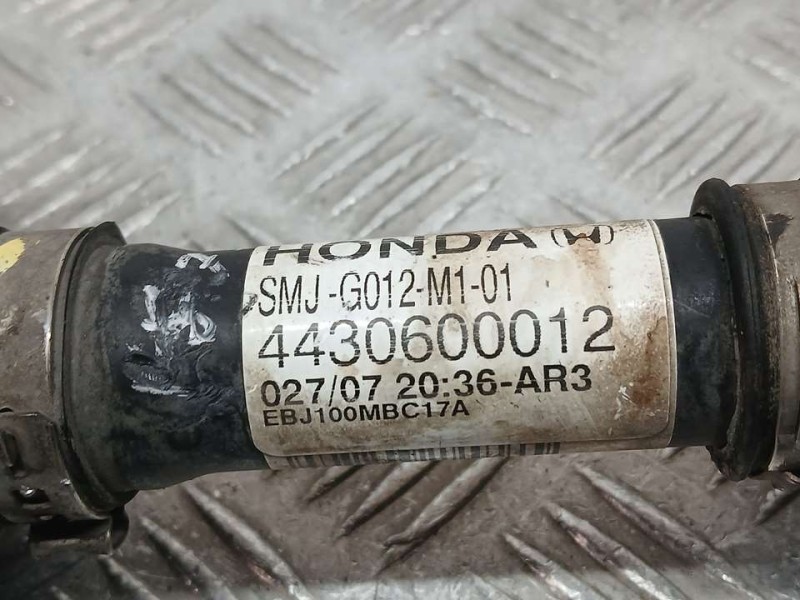 HONDA (W)
SMJ-G012-M1-01
4430600012
027/07 20:36-AR3
EBJ100MBC17A